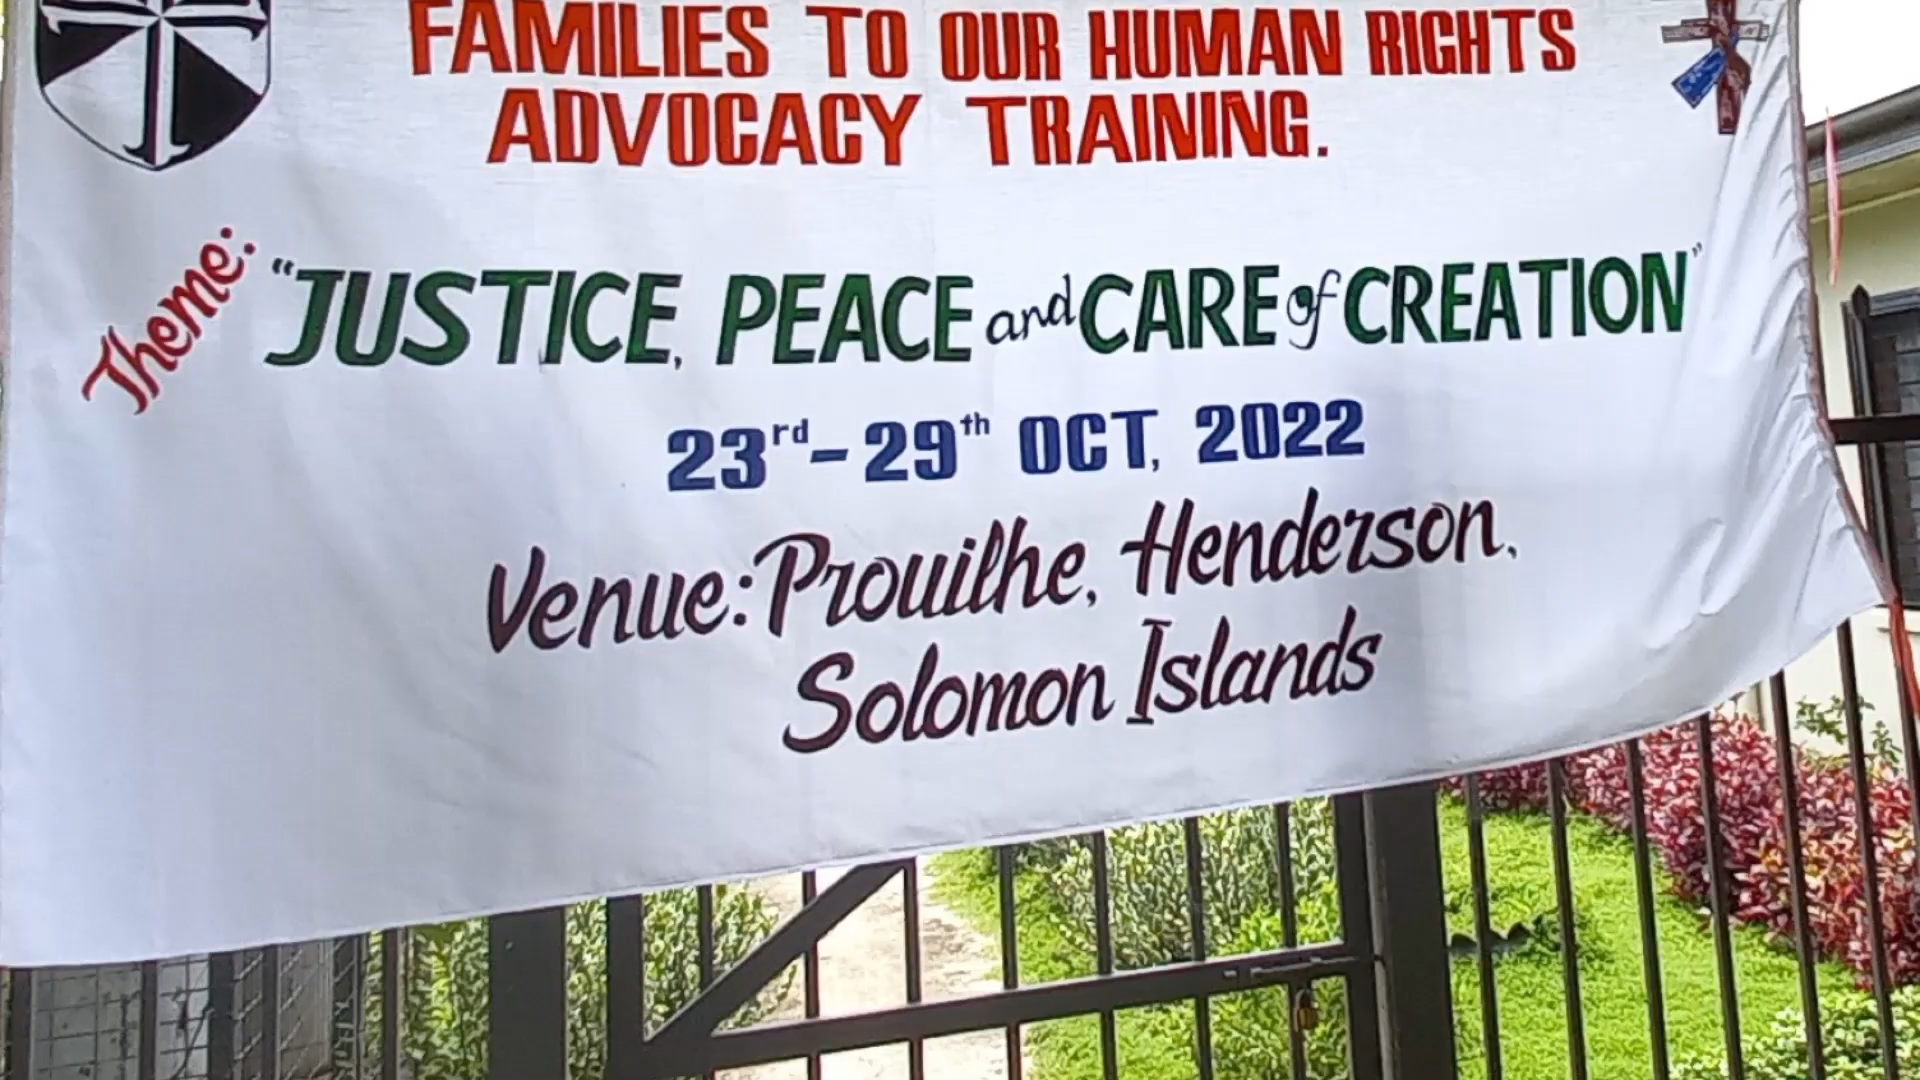 FAMILIES TO OUR HUMAN RIGHTS
ADVOCACY TRAINING.
Theme: "JUSTICE, PEACE and CARE of CREATION"
23rd - 29th OCT, 2022
Venue: Prouilhe, Henderson,
Solomon Islands